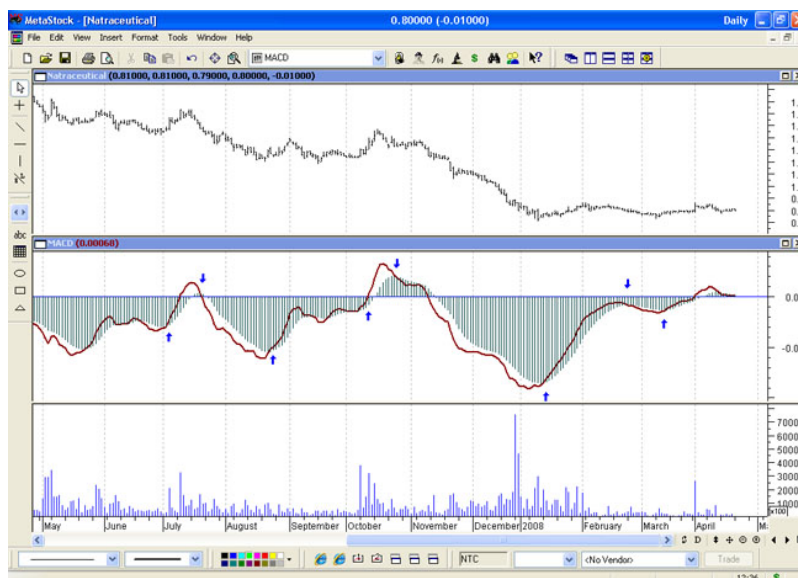 MetaStock - [Natraceutical]
0.80000 (-0.01000)
Daily
File Edit View Insert Format Tools Window Help
MACD
Natraceutical (0.81000, 0.81000, 0.79000, 0.80000, -0.01000)
MACD (0.00068)
abc
0.0
-0.0
7000
6000
5000
4000
3000
2000
1000
x100
May June July August September October November December 2008 February March April
D
NTC
<No Vendor>
Trade